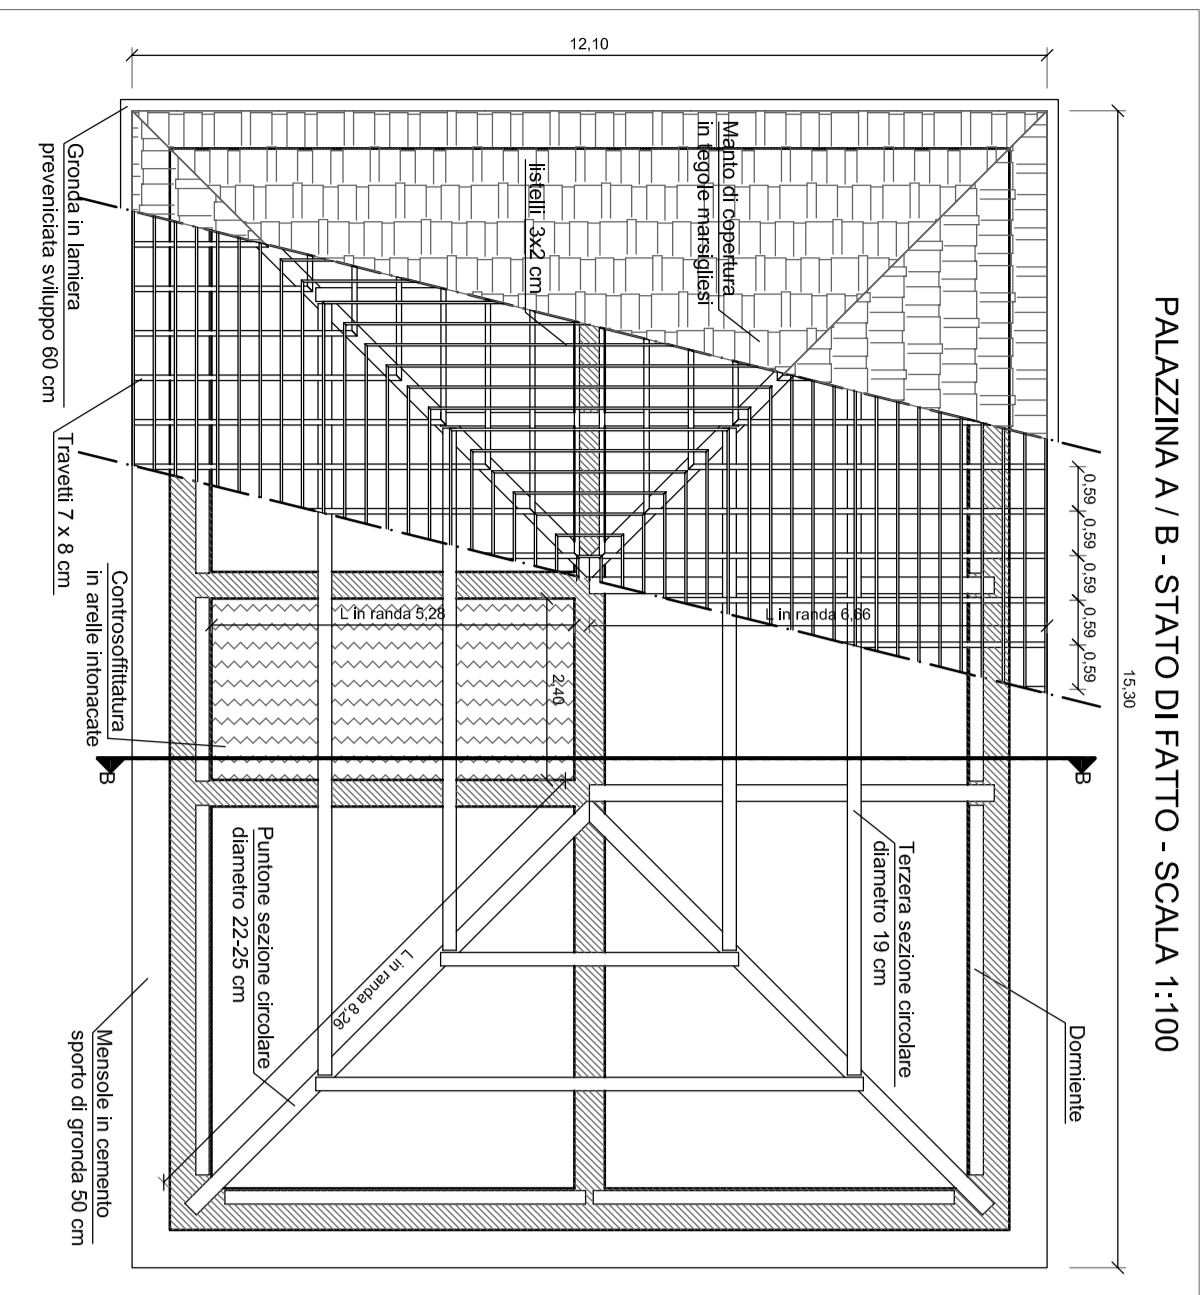 PALAZZINA A / B - STATO DI FATTO - SCALA 1:100
12,10
15,30
Manto di copertura
in tegole marsigliesi
listelli 3x2 cm
Gronda in lamiera
preveniciata sviluppo 60 cm
Travetti 7 x 8 cm
0,59
0,59
0,59
0,59
0,59
L in randa 5,28
L in randa 6,66
2,40
Controsoffittatura
in arelle intonacate
B
B
Terzera sezione circolare
diametro 19 cm
Puntone sezione circolare
diametro 22-25 cm
L in randa 8,26
Dormiente
Mensole in cemento
sporto di gronda 50 cm